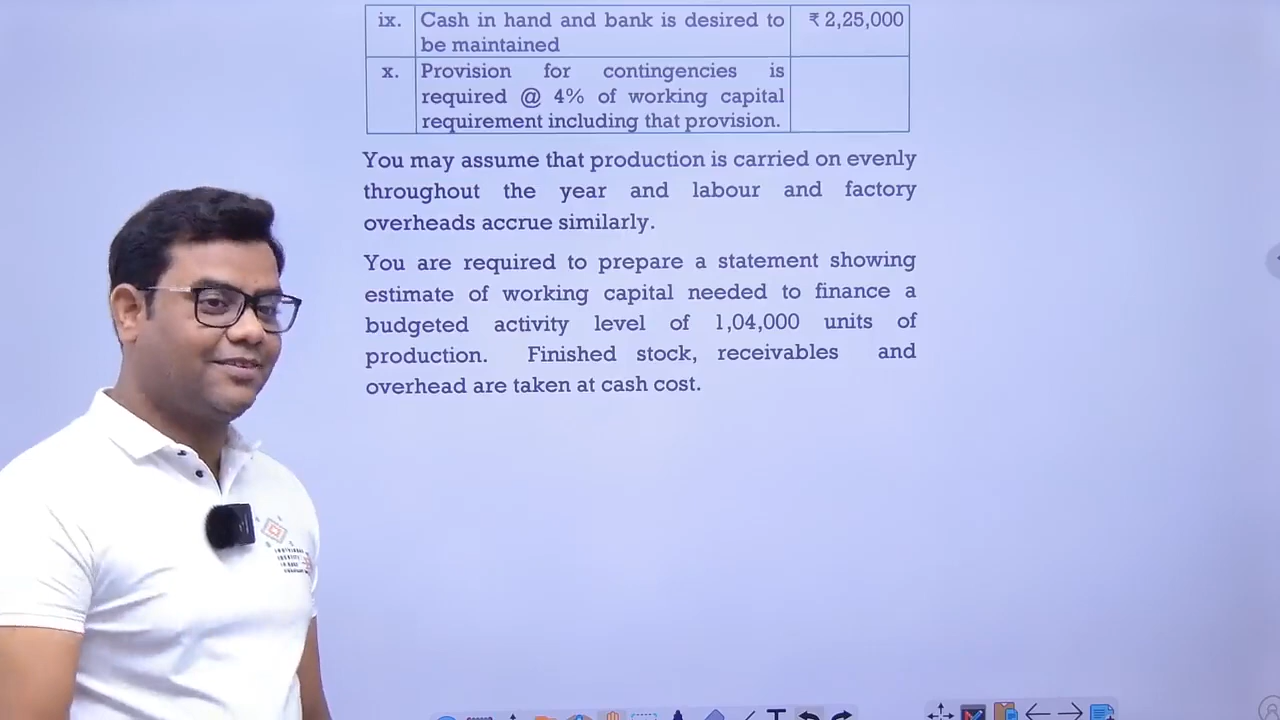 ix. Cash in hand and bank is desired to ₹ 2,25,000
be maintained
x. Provision for contingencies is
required @ 4% of working capital
requirement including that provision.
You may assume that production is carried on evenly
throughout the year and labour and factory
overheads accrue similarly.
You are required to prepare a statement showing
estimate of working capital needed to finance a
budgeted activity level of 1,04,000 units of
production. Finished stock, receivables and
overhead are taken at cash cost.